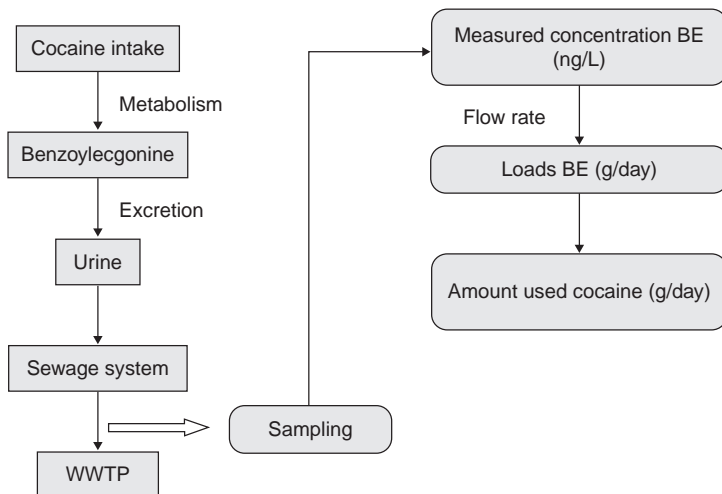 Cocaine intake
Metabolism
Benzoylecgonine
Excretion
Urine
Sewage system
WWTP
Sampling
Measured concentration BE
(ng/L)
Flow rate
Loads BE (g/day)
Amount used cocaine (g/day)